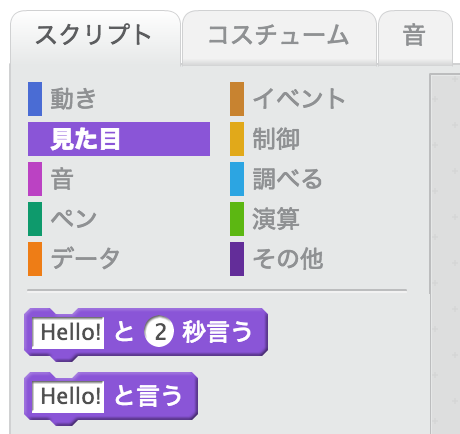 スクリプト コスチューム 音
動き イベント
見た目 制御
音 調べる
ペン 演算
データ その他
Hello! と 2 秒言う
Hello! と言う